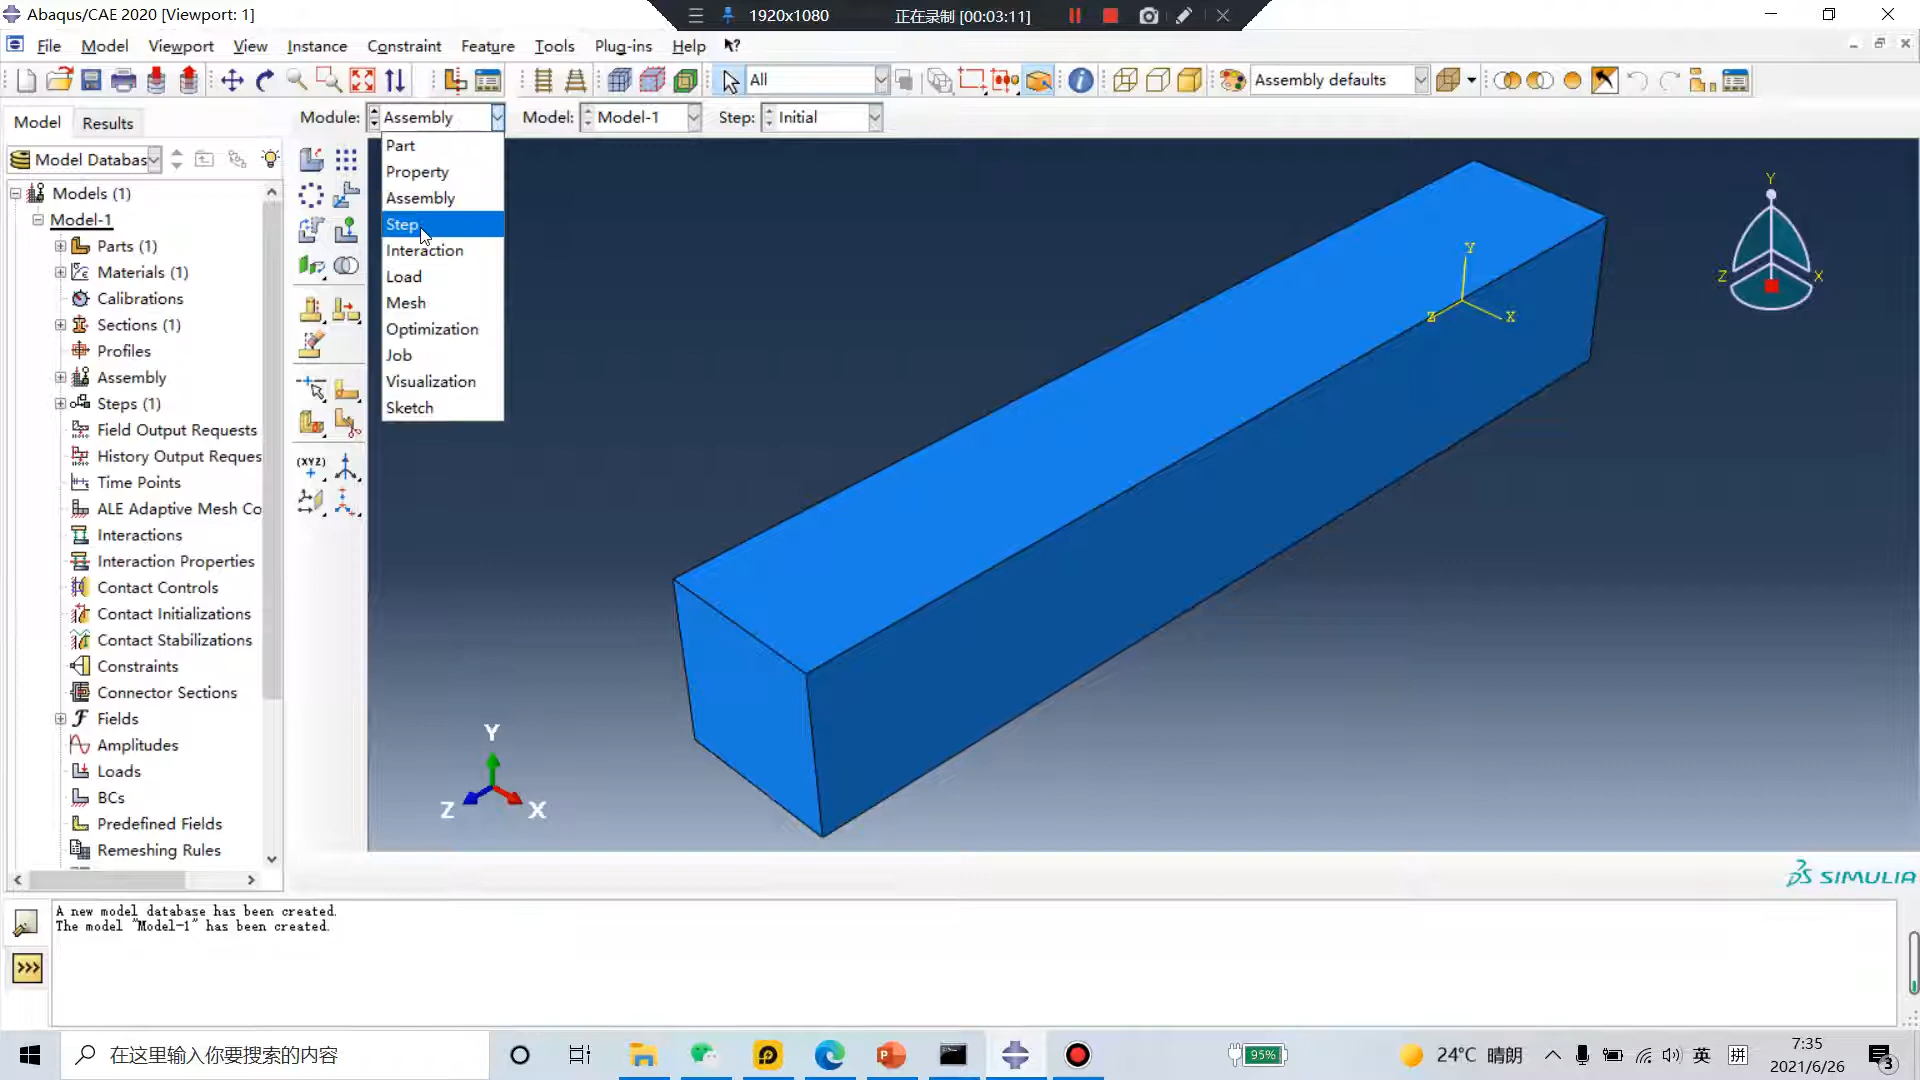 Abaqus/CAE 2020 [Viewport: 1]
1920x1080
正在录制 [00:03:11]
File Model Viewport View Instance Constraint Feature Tools Plug-ins Help
All
Assembly defaults
Model Results
Module: Assembly Model: Model-1 Step: Initial
Model Databas
Part
Property
Assembly
Step
Interaction
Load
Mesh
Optimization
Job
Visualization
Sketch
Models (1)
Model-1
Parts (1)
Materials (1)
Calibrations
Sections (1)
Profiles
Assembly
Steps (1)
Field Output Requests
History Output Reques
Time Points
ALE Adaptive Mesh Co
Interactions
Interaction Properties
Contact Controls
Contact Initializations
Contact Stabilizations
Constraints
Connector Sections
Fields
Amplitudes
Loads
BCs
Predefined Fields
Remeshing Rules
(XYZ)
Y
Z X
Y
Z X
Y
Z X
SIMULIA
A new model database has been created.
The model "Model-1" has been created.
>>>
在这里输入你要搜索的内容
95%
24°C 晴朗
英
拼
7:35
2021/6/26
3